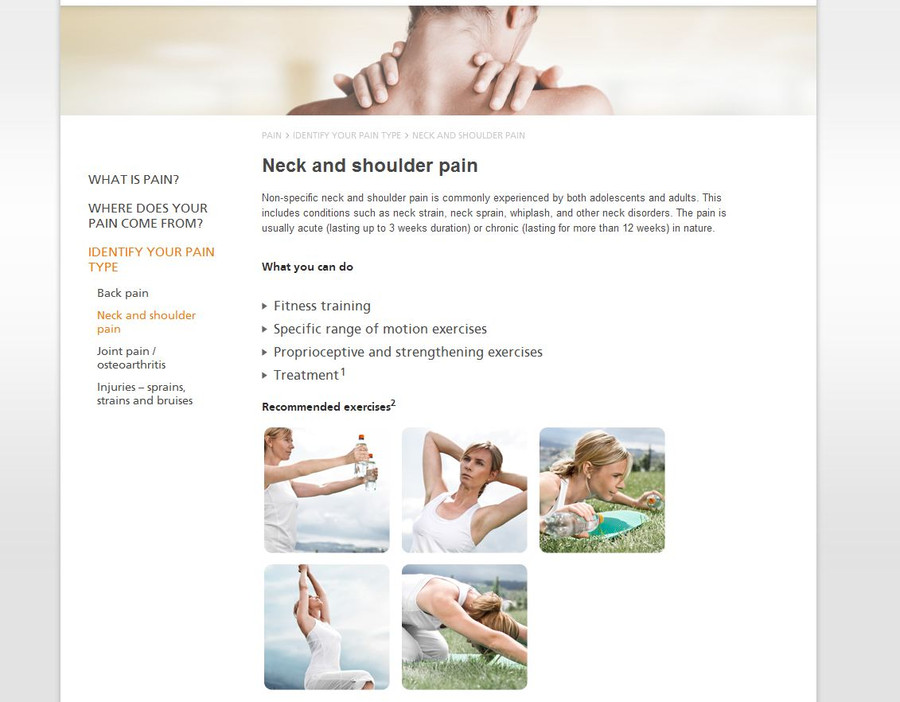 PAIN > IDENTIFY YOUR PAIN TYPE > NECK AND SHOULDER PAIN
Neck and shoulder pain
Non-specific neck and shoulder pain is commonly experienced by both adolescents and adults. This
includes conditions such as neck strain, neck sprain, whiplash, and other neck disorders. The pain is
usually acute (lasting up to 3 weeks duration) or chronic (lasting for more than 12 weeks) in nature.
WHAT IS PAIN?
WHERE DOES YOUR
PAIN COME FROM?
IDENTIFY YOUR PAIN
TYPE
Back pain
Neck and shoulder
pain
Joint pain /
osteoarthritis
Injuries – sprains,
strains and bruises
What you can do
Fitness training
Specific range of motion exercises
Proprioceptive and strengthening exercises
Treatment1
Recommended exercises2